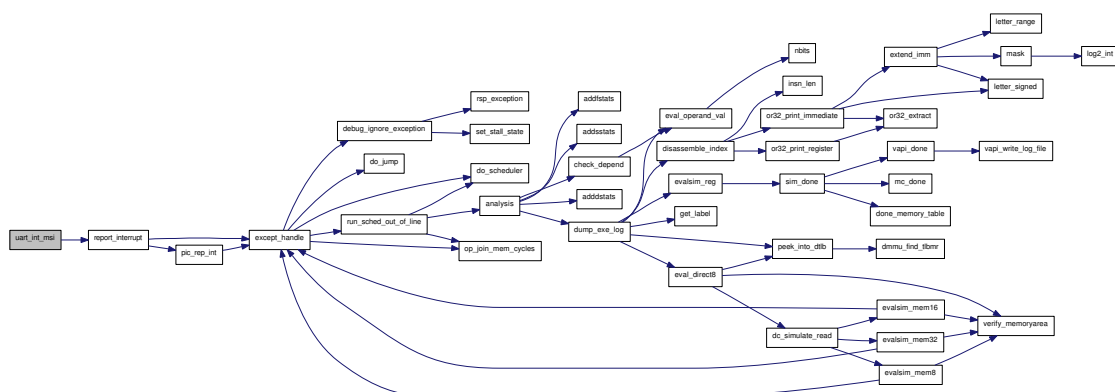 uart_int_msi
report_interrupt
pic_rep_int
except_handle
debug_ignore_exception
do_jump
run_sched_out_of_line
rsp_exception
set_stall_state
do_scheduler
analysis
op_join_mem_cycles
addfstats
addsstats
check_depend
adddstats
dump_exe_log
eval_operand_val
disassemble_index
evalsim_reg
get_label
eval_direct8
nbits
insn_len
or32_print_immediate
or32_print_register
sim_done
peek_into_dtlb
dc_simulate_read
extend_imm
or32_extract
vapi_done
mc_done
done_memory_table
dmmu_find_tlbmr
evalsim_mem16
evalsim_mem32
evalsim_mem8
letter_range
mask
letter_signed
vapi_write_log_file
verify_memoryarea
log2_int